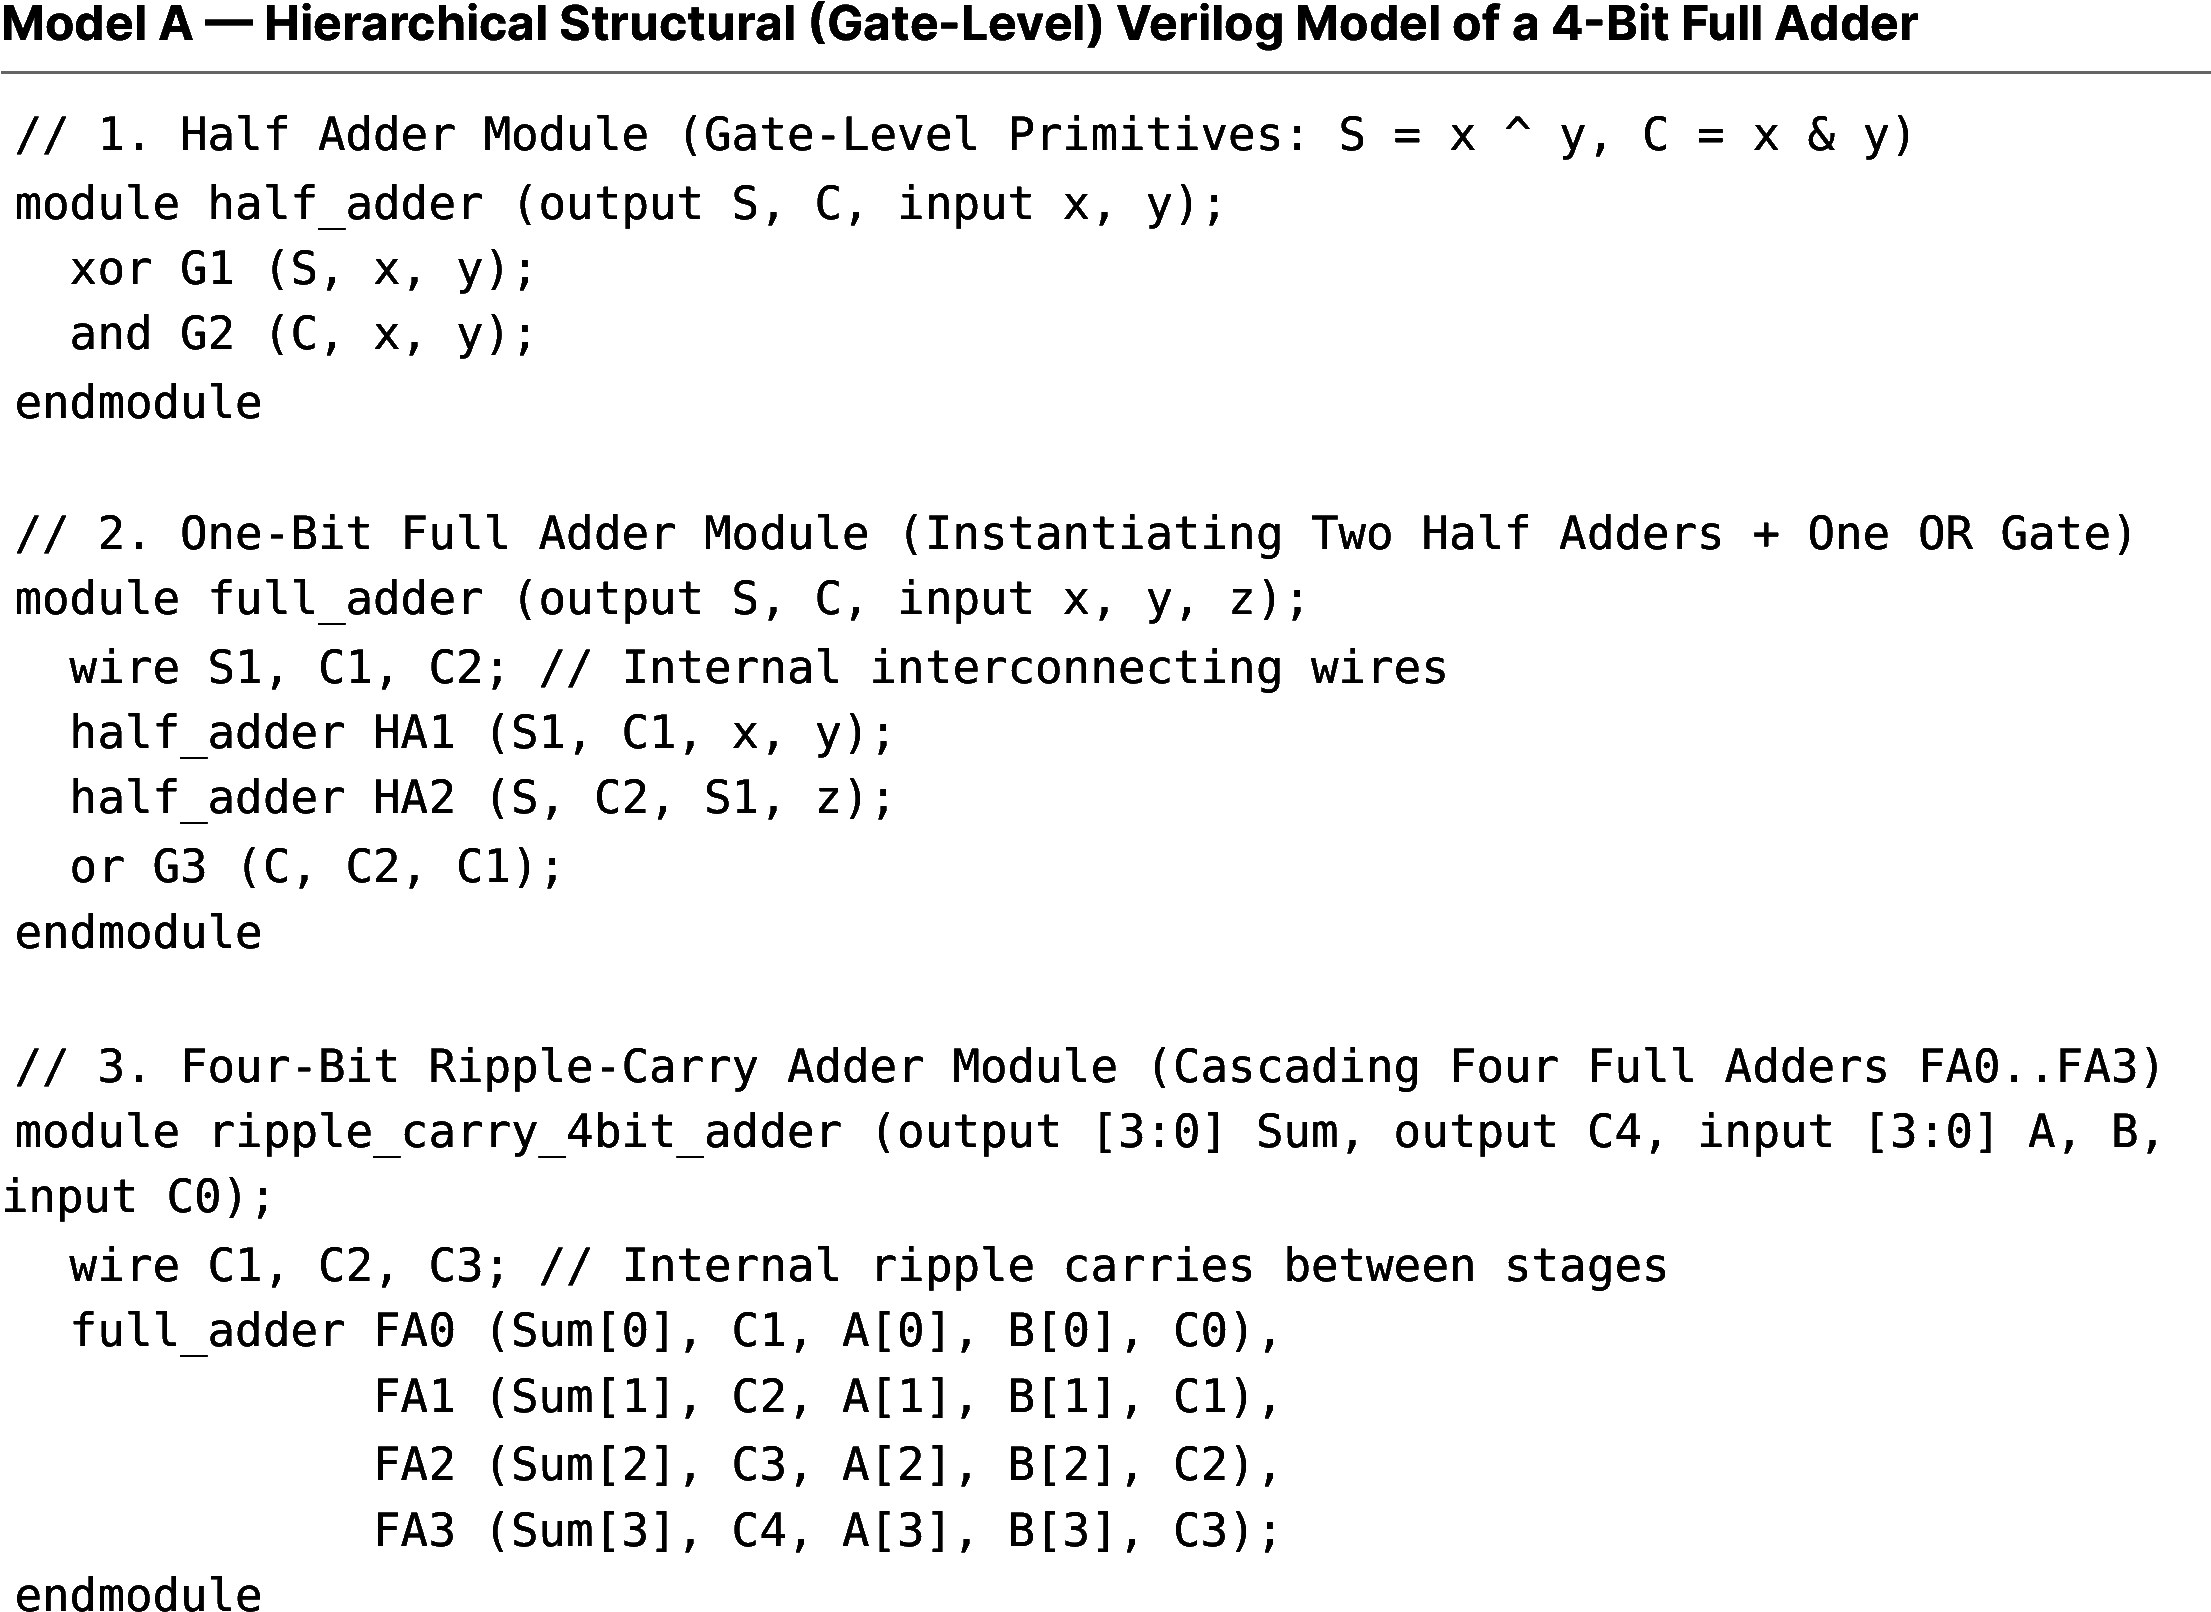 Model A — Hierarchical Structural (Gate-Level) Verilog Model of a 4-Bit Full Adder
// 1. Half Adder Module (Gate-Level Primitives: S = x ^ y, C = x & y)
module half_adder (output S, C, input x, y);
  xor G1 (S, x, y);
  and G2 (C, x, y);
endmodule
// 2. One-Bit Full Adder Module (Instantiating Two Half Adders + One OR Gate)
module full_adder (output S, C, input x, y, z);
  wire S1, C1, C2; // Internal interconnecting wires
  half_adder HA1 (S1, C1, x, y);
  half_adder HA2 (S, C2, S1, z);
  or G3 (C, C2, C1);
endmodule
// 3. Four-Bit Ripple-Carry Adder Module (Cascading Four Full Adders FA0..FA3)
module ripple_carry_4bit_adder (output [3:0] Sum, output C4, input [3:0] A, B,
input C0);
  wire C1, C2, C3; // Internal ripple carries between stages
  full_adder FA0 (Sum[0], C1, A[0], B[0], C0),
             FA1 (Sum[1], C2, A[1], B[1], C1),
             FA2 (Sum[2], C3, A[2], B[2], C2),
             FA3 (Sum[3], C4, A[3], B[3], C3);
endmodule